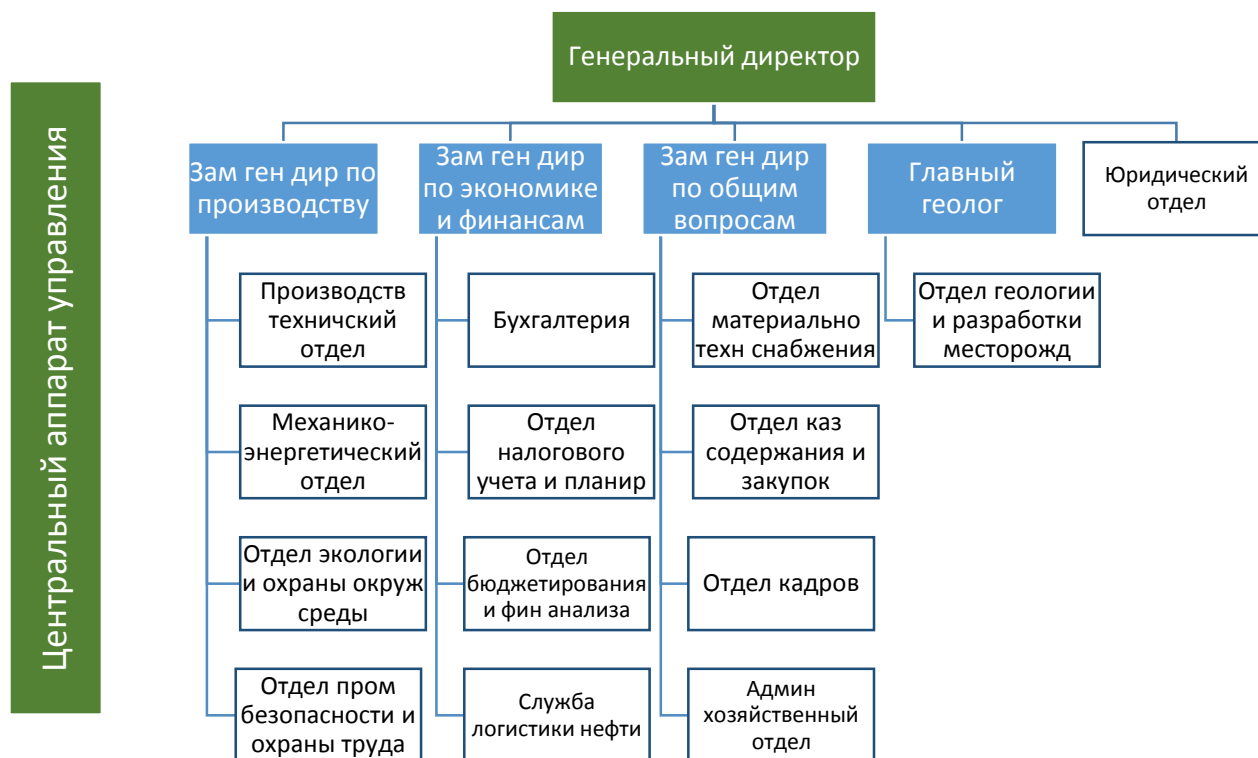 Центральный аппарат управления
Генеральный директор
Зам ген дир по
производству
Зам ген дир
по экономике
и финансам
Зам ген дир
по общим
вопросам
Главный
геолог
Юридический
отдел
Производств
техничский
отдел
Бухгалтерия
Отдел
материально
техн снабжения
Отдел геологии
и разработки
месторожд
Механико-
энергетический
отдел
Отдел
налогового
учета и планир
Отдел каз
содержания и
закупок
Отдел экологии
и охраны окруж
среды
Отдел
бюджетирования
и фин анализа
Отдел кадров
Отдел пром
безопасности и
охраны труда
Служба
логистики нефти
Админ
хозяйственный
отдел